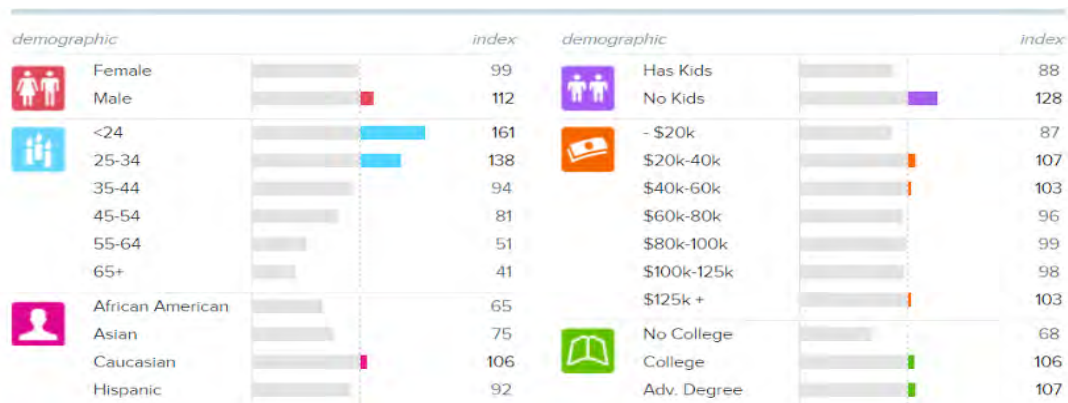 demographic index
Female 99
Male 112
<24 161
25-34 138
35-44 94
45-54 81
55-64 51
65+ 41
African American 65
Asian 75
Caucasian 106
Hispanic 92
demographic index
Has Kids 88
No Kids 128
- $20k 87
$20k-40k 107
$40k-60k 103
$60k-80k 96
$80k-100k 99
$100k-125k 98
$125k + 103
No College 68
College 106
Adv. Degree 107